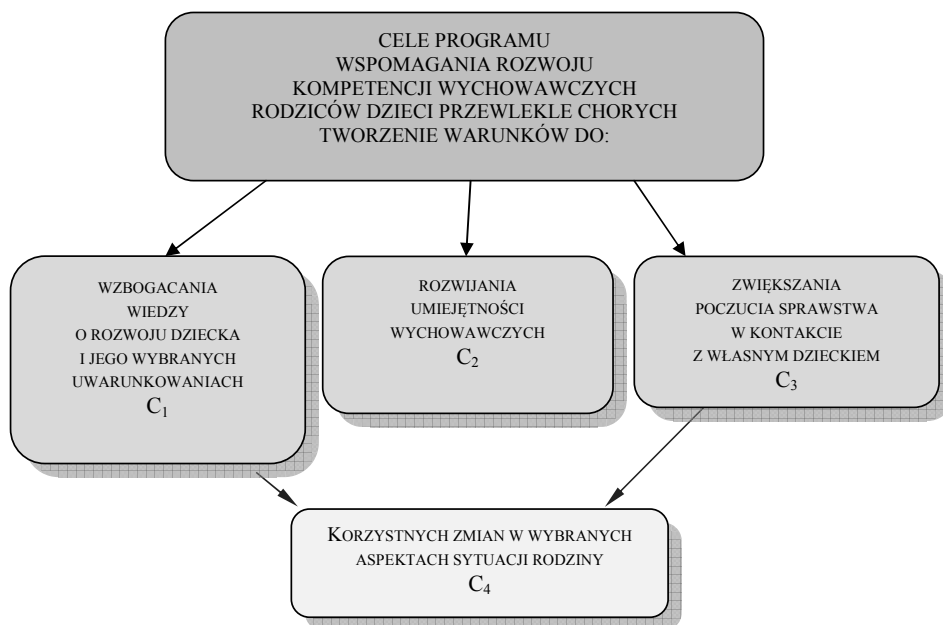 CELE PROGRAMU
WSPOMAGANIA ROZWOJU
KOMPETENCJI WYCHOWAWCZYCH
RODZICÓW DZIECI PRZEWLEKLE CHORYCH
TWORZENIE WARUNKÓW DO:
WZBOGACANIA
WIEDZY
O ROZWOJU DZIECKA
I JEGO WYBRANYCH
UWARUNKOWANIACH
C1
ROZWIJANIA
UMIEJĘTNOŚCI
WYCHOWAWCZYCH
C2
ZWIĘKSZANIA
POCZUCIA SPRAWSTWA
W KONTAKCIE
Z WŁASNYM DZIECKIEM
C3
KORZYSTNYCH ZMIAN W WYBRANYCH
ASPEKTACH SYTUACJI RODZINY
C4